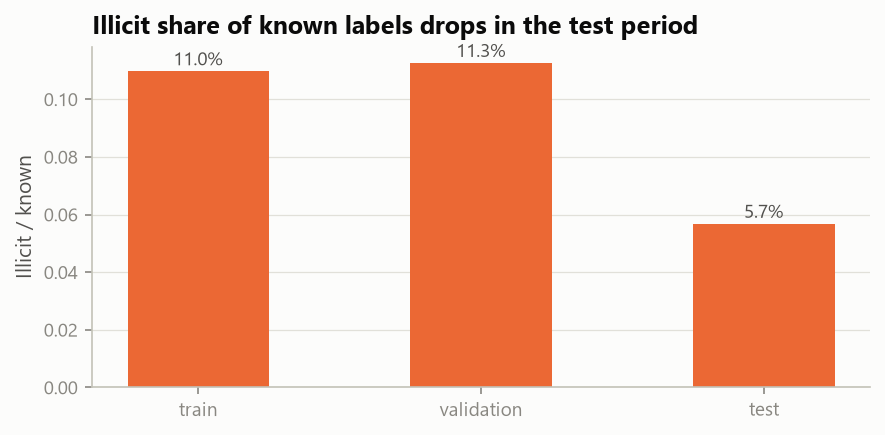 Illicit share of known labels drops in the test period
11.0%
11.3%
5.7%
Illicit / known
0.10
0.08
0.06
0.04
0.02
0.00
train
validation
test